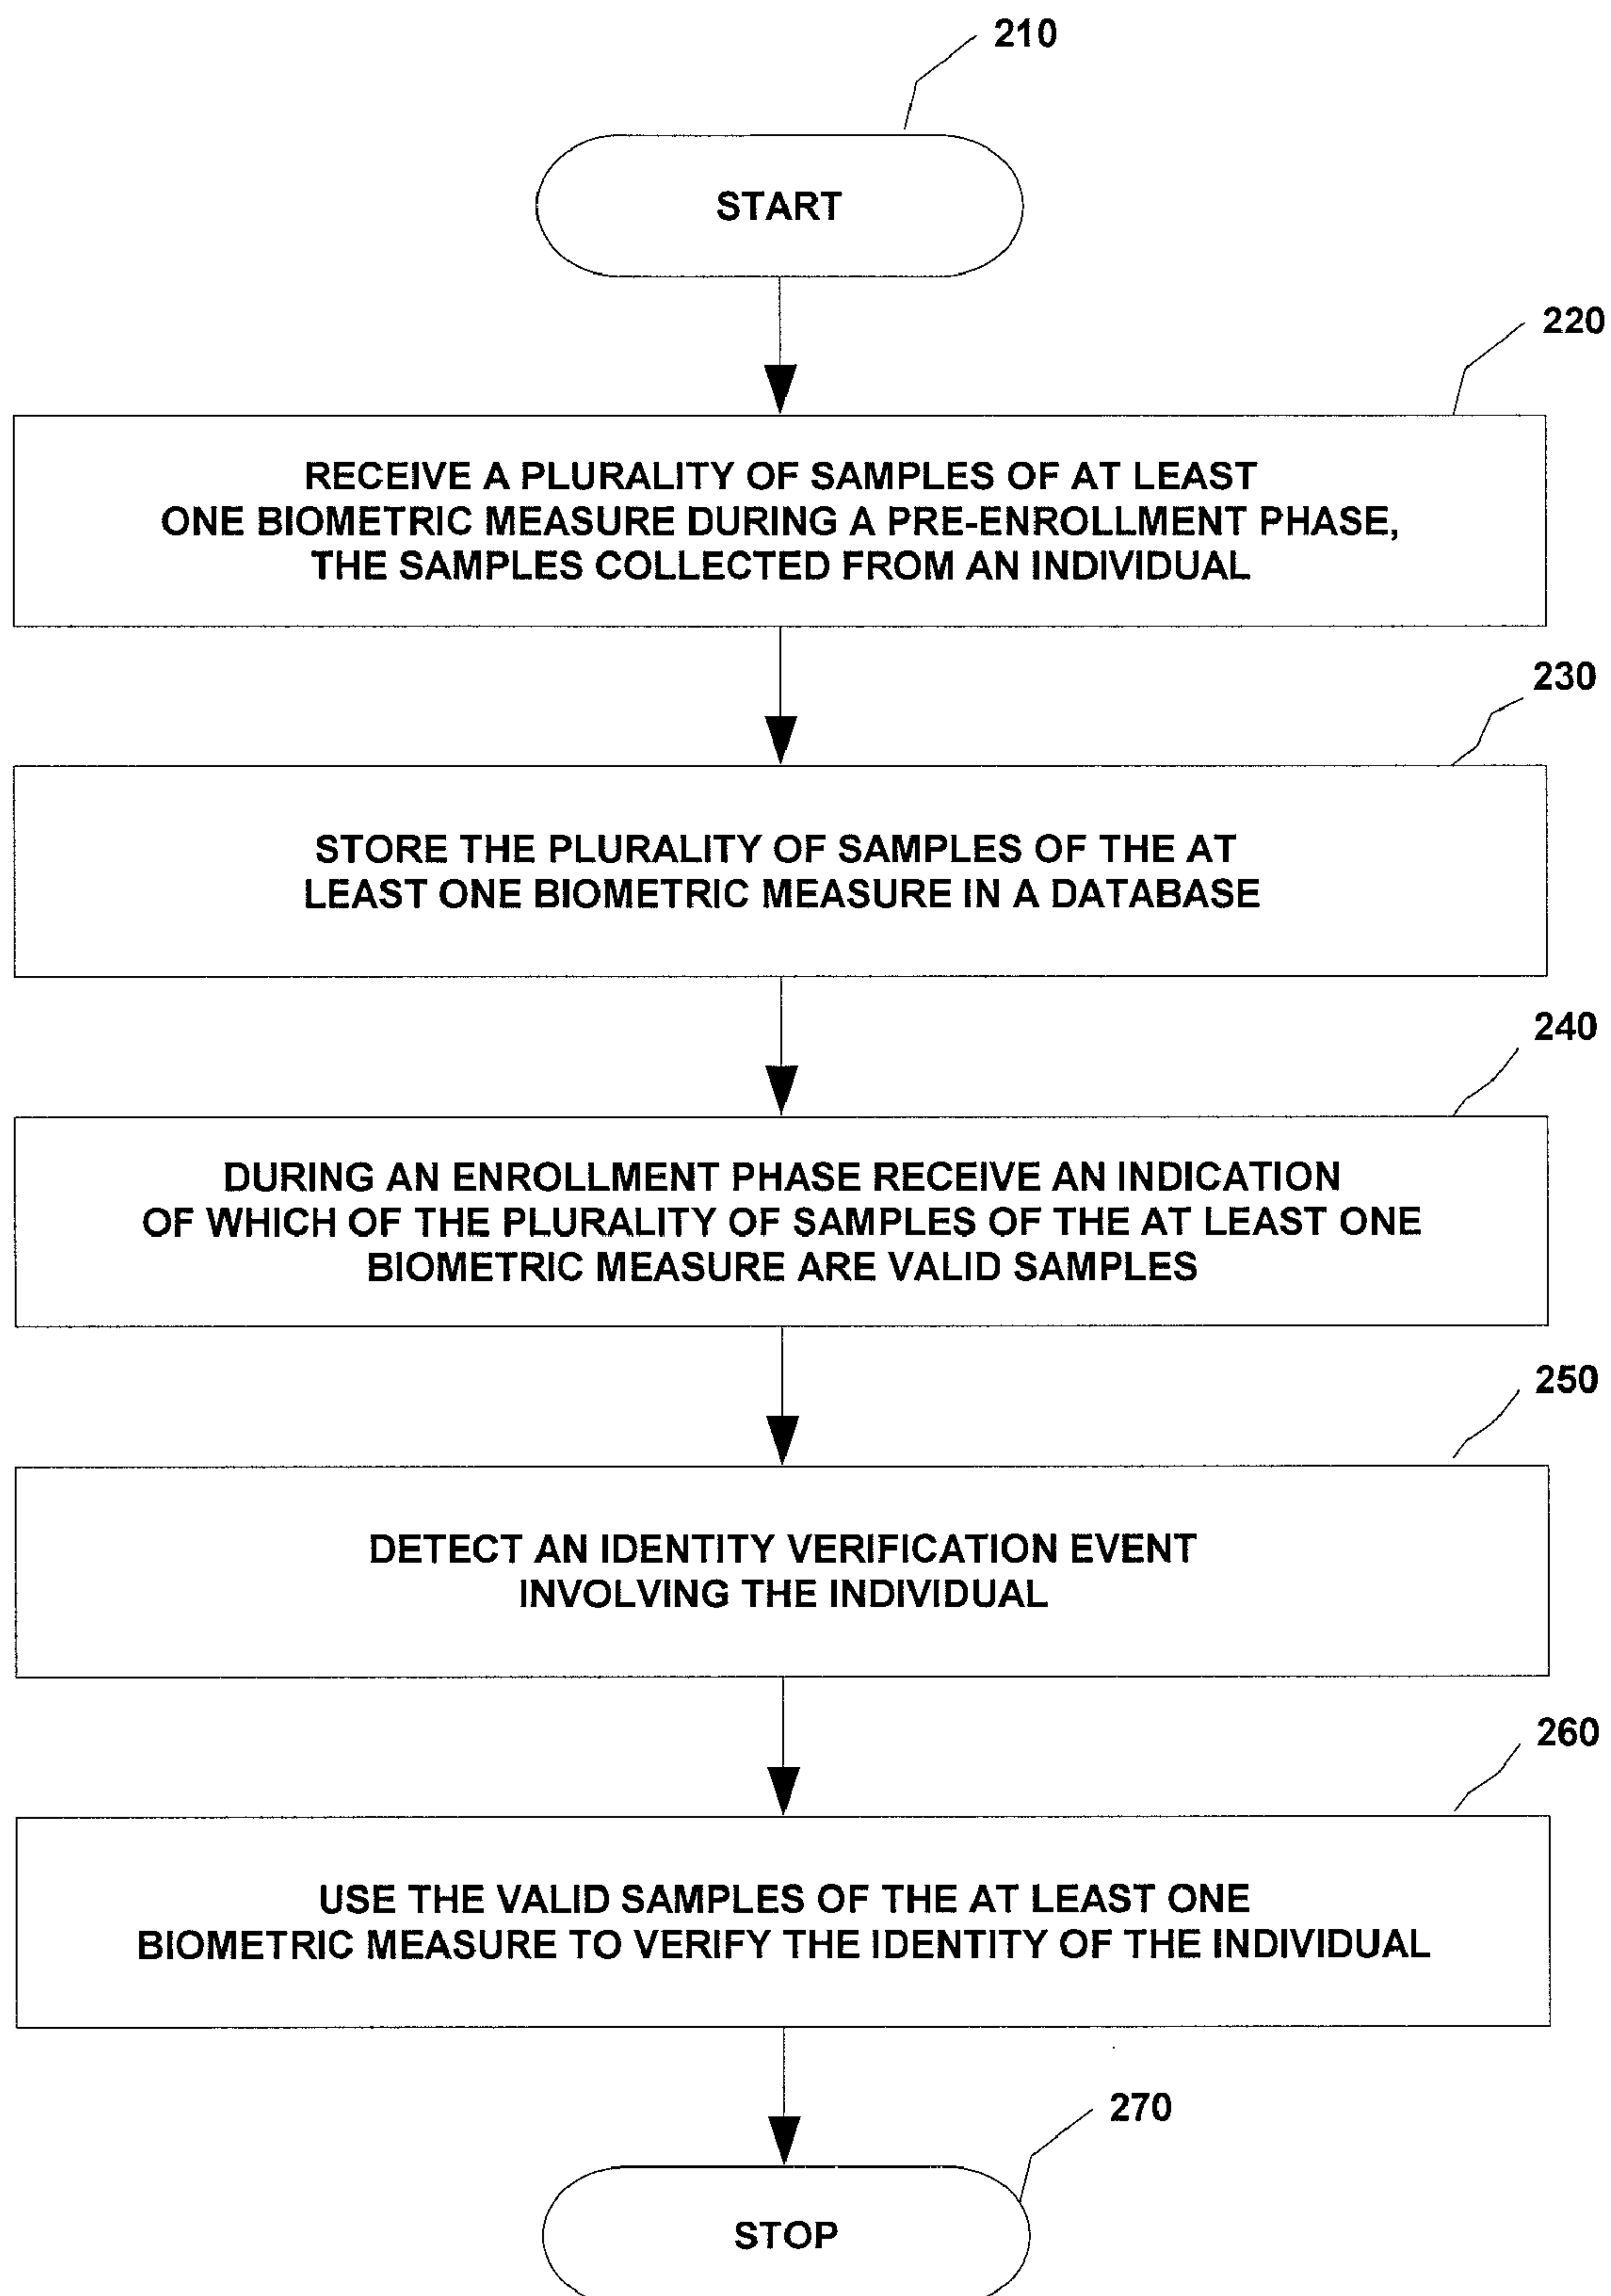 210
START
220
RECEIVE A PLURALITY OF SAMPLES OF AT LEAST
ONE BIOMETRIC MEASURE DURING A PRE-ENROLLMENT PHASE,
THE SAMPLES COLLECTED FROM AN INDIVIDUAL
230
STORE THE PLURALITY OF SAMPLES OF THE AT
LEAST ONE BIOMETRIC MEASURE IN A DATABASE
240
DURING AN ENROLLMENT PHASE RECEIVE AN INDICATION
OF WHICH OF THE PLURALITY OF SAMPLES OF THE AT LEAST ONE
BIOMETRIC MEASURE ARE VALID SAMPLES
250
DETECT AN IDENTITY VERIFICATION EVENT
INVOLVING THE INDIVIDUAL
260
USE THE VALID SAMPLES OF THE AT LEAST ONE
BIOMETRIC MEASURE TO VERIFY THE IDENTITY OF THE INDIVIDUAL
270
STOP